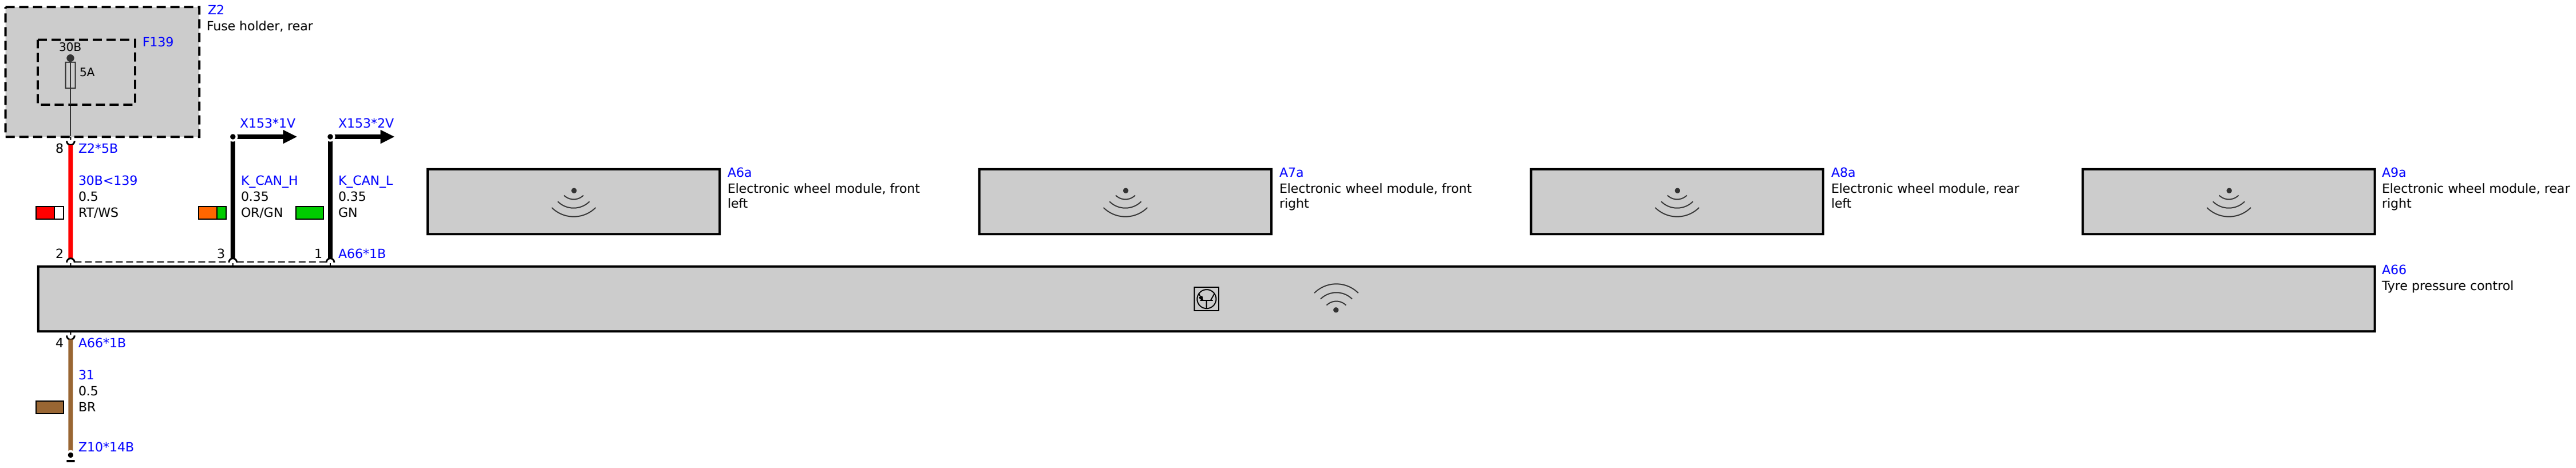 Z2
Fuse holder, rear
F139
30B
5A
X153*1V
X153*2V
8
Z2*5B
30B<139
0.5
RT/WS
K_CAN_H
0.35
OR/GN
K_CAN_L
0.35
GN
A6a
Electronic wheel module, front
left
A7a
Electronic wheel module, front
right
A8a
Electronic wheel module, rear
left
A9a
Electronic wheel module, rear
right
2
3
1
A66*1B
A66
Tyre pressure control
4
A66*1B
31
0.5
BR
Z10*14B